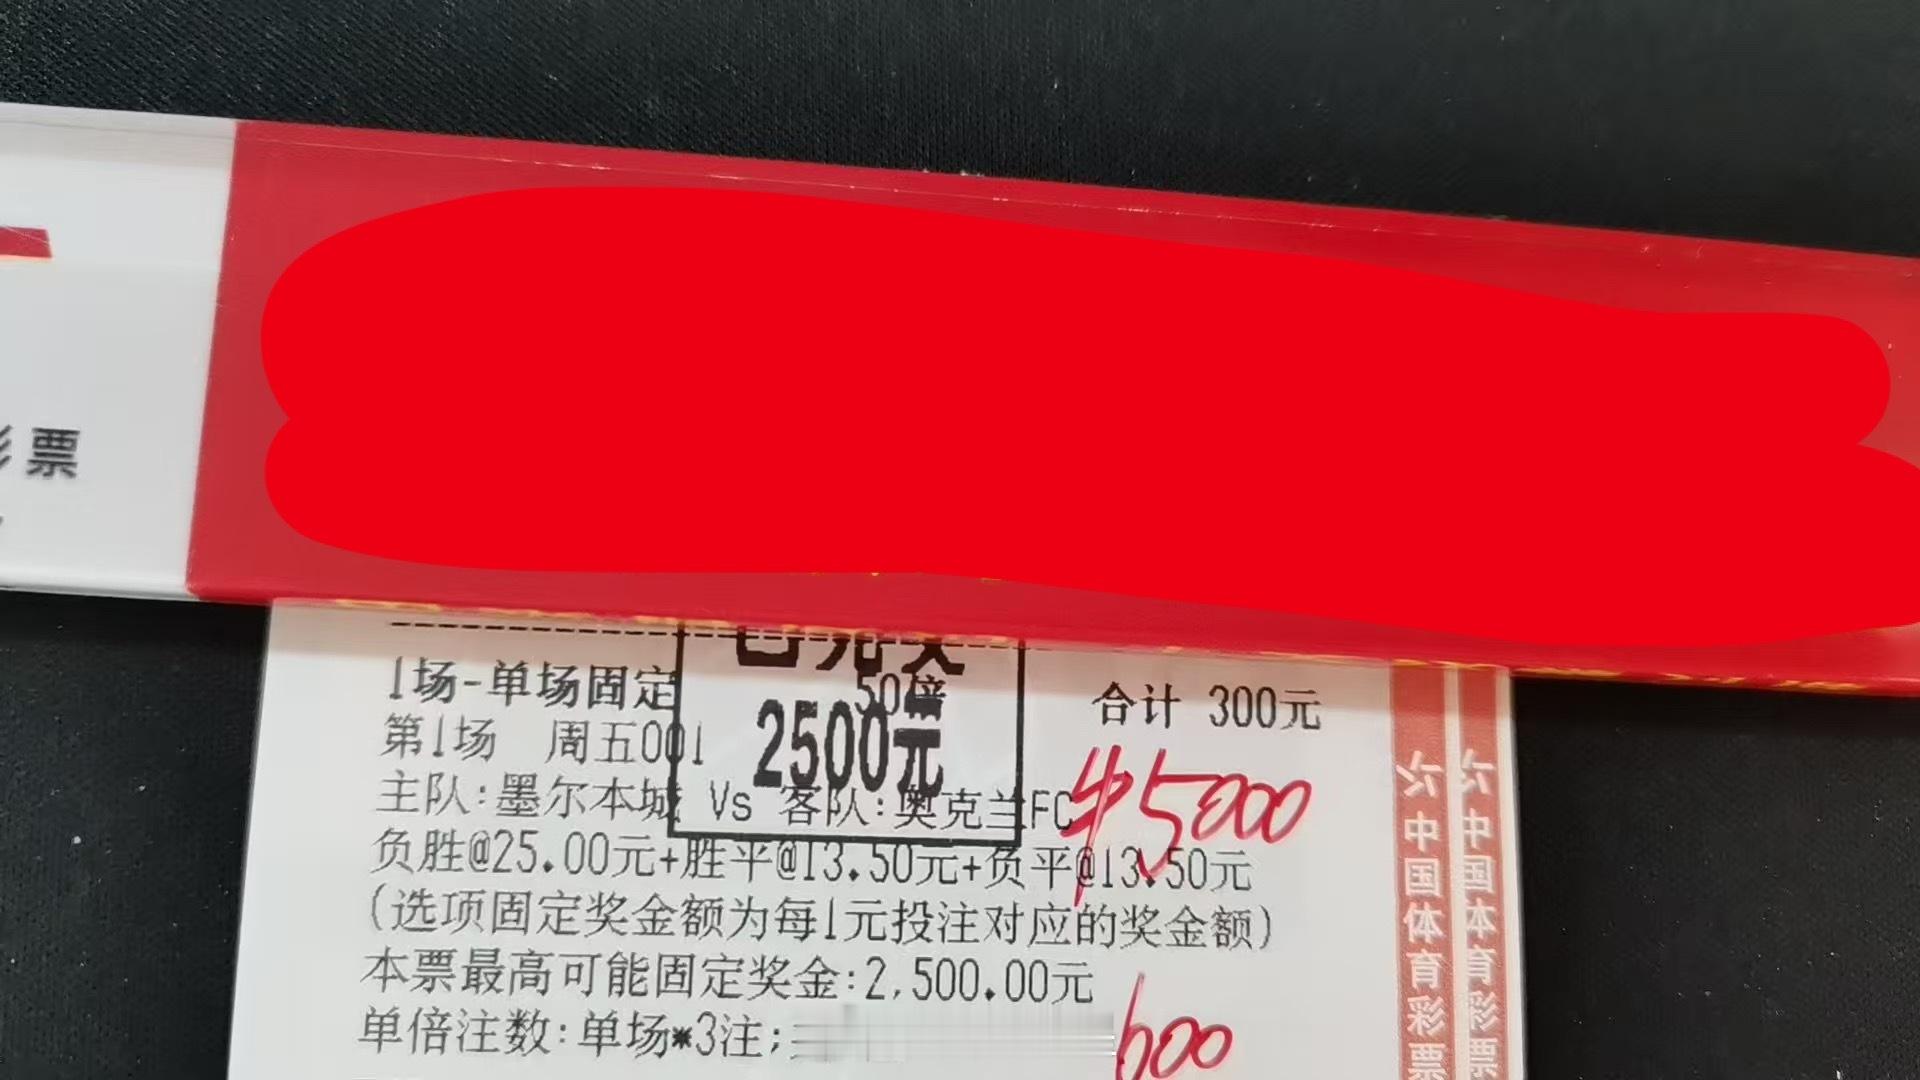 彩票
已兑奖
1场-单场固定 50倍 合计 300元
2500元
第1场 周五001
主队:墨尔本城 Vs 客队:奥克兰FC
5000
负胜@25.00元+胜平@13.50元+负平@13.50元
(选项固定奖金额为每1元投注对应的奖金额)
本票最高可能固定奖金:2,500.00元
单倍注数:单场*3注;
600
中国体育彩票
中国体育彩票